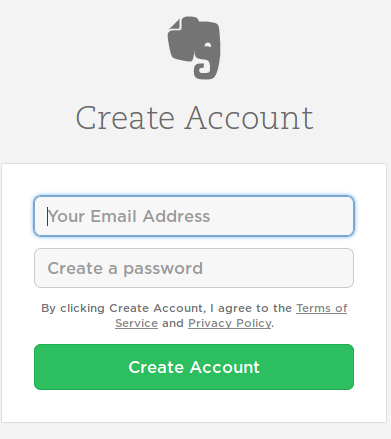 Create Account
Your Email Address
Create a password
By clicking Create Account, I agree to the Terms of
Service and Privacy Policy.
Create Account